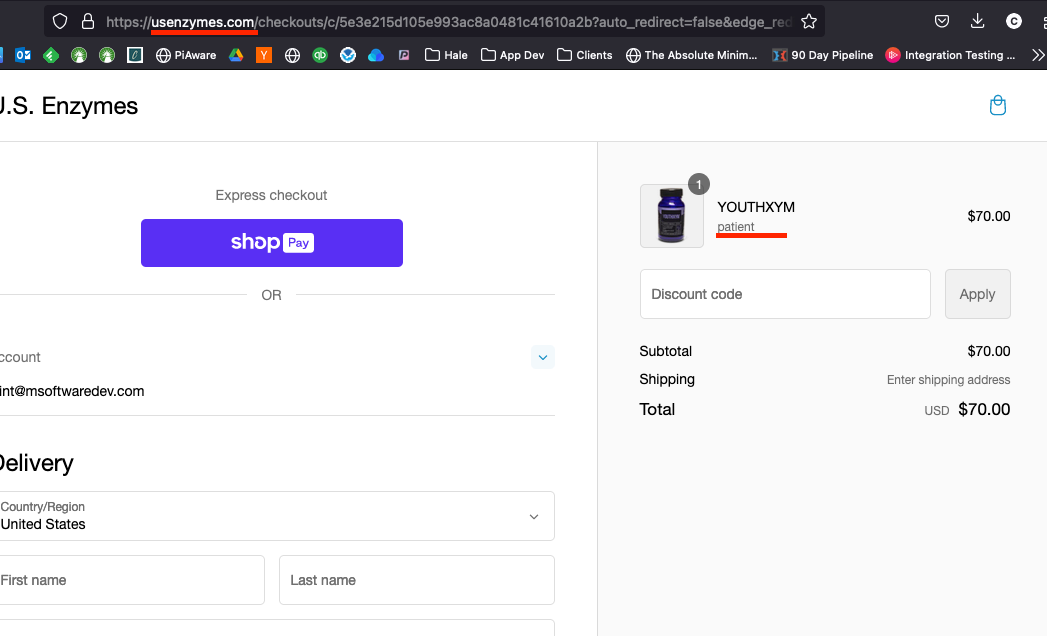 https://usenzymes.com/checkouts/c/5e3e215d105e993ac8a0481c41610a2b?auto_redirect=false&edge_red
PiAware Hale App Dev Clients The Absolute Minim... 90 Day Pipeline Integration Testing ...
U.S. Enzymes
Express checkout
shop Pay
OR
ccount
int@msoftwaredev.com
Delivery
Country/Region
United States
First name
Last name
1
YOUTHXYM
$70.00
patient
Discount code
Apply
Subtotal
$70.00
Shipping
Enter shipping address
Total
USD $70.00